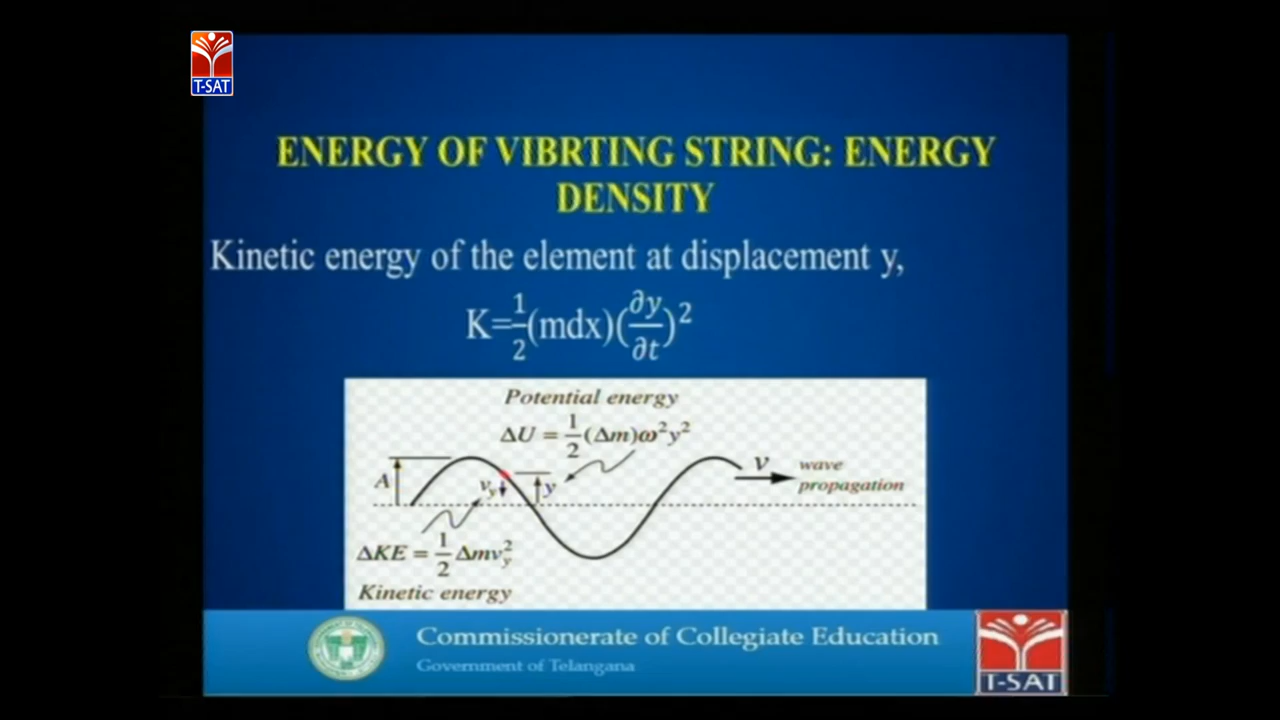 T-SAT
ENERGY OF VIBRTING STRING: ENERGY
DENSITY
Kinetic energy of the element at displacement y,
K=½(mdx)(∂y/∂t)²
Potential energy
ΔU = ½(Δm)ω²y²
A
v_y
y
v
wave
propagation
ΔKE = ½Δmv_y²
Kinetic energy
Commissionerate of Collegiate Education
Government of Telangana
T-SAT